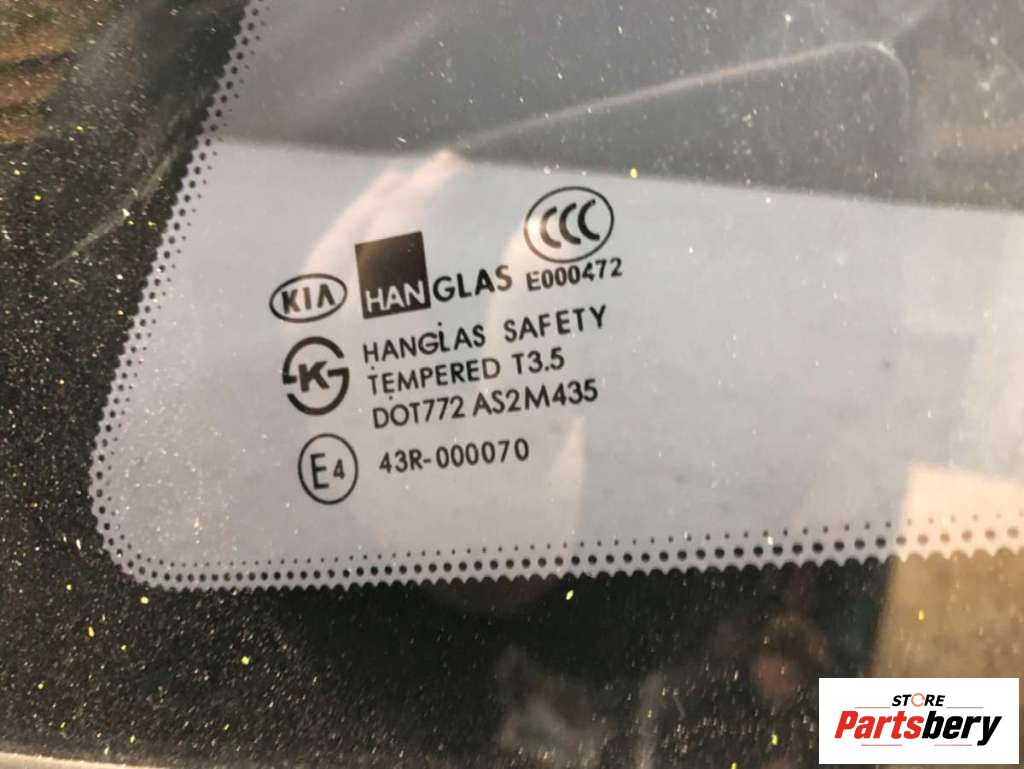 KIA HANGLAS CCC
E000472
K HANGLAS SAFETY
TEMPERED T3.5
DOT772 AS2M435
E4 43R-000070
STORE
Partsbery